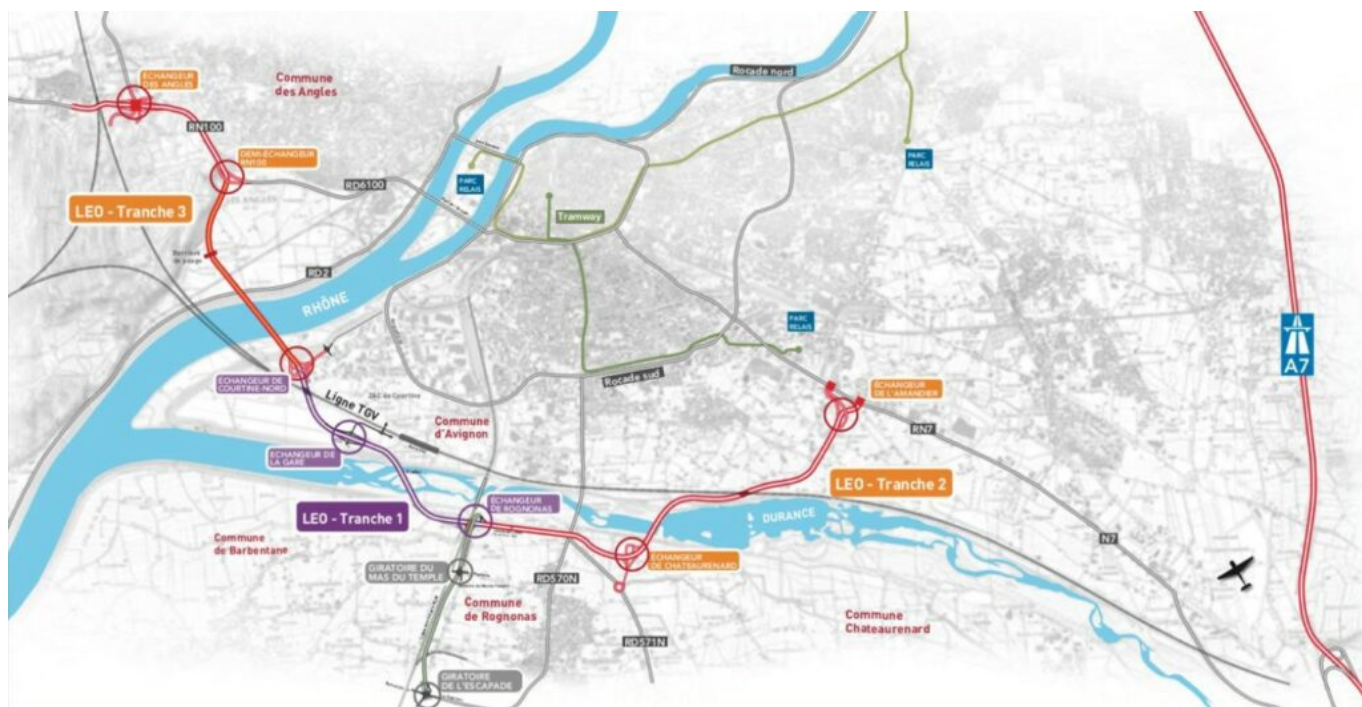 ÉCHANGEUR
DES ANGLES
Commune
des Angles
RN100
DEMI-ÉCHANGEUR
RN100
LEO - Tranche 3
RD6100
PARC
RELAIS
Rocade nord
PARC
RELAIS
Tramway
RD2
RHÔNE
PARC
RELAIS
A7
ÉCHANGEUR DE
COURTINE-NORD
Ligne TGV
Rocade sud
ÉCHANGEUR
DE L'AMANDIER
RN7
Commune
d'Avignon
ECHANGEUR DE
LA GARE
LEO - Tranche 2
LEO - Tranche 1
ÉCHANGEUR
DE ROGNONAS
DURANCE
N7
Commune
de Barbentane
ÉCHANGEUR
DE CHATEAURENARD
GIRATOIRE DU
MAS DU TEMPLE
RD570N
Commune
de Rognonas
Commune
Chateaurenard
RD571N
GIRATOIRE
DE L'ESCAPADE